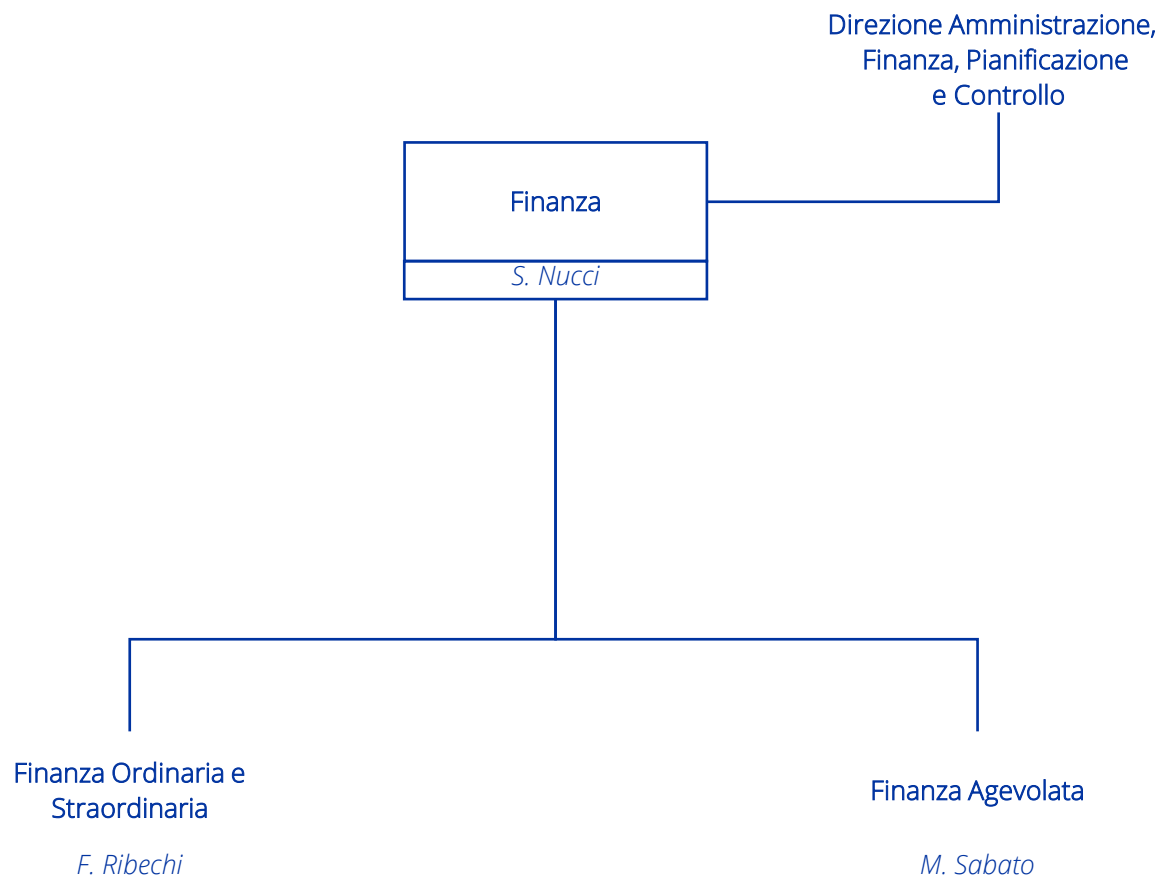 Direzione Amministrazione,
Finanza, Pianificazione
e Controllo
Finanza
S. Nucci
Finanza Ordinaria e
Straordinaria
F. Ribechi
Finanza Agevolata
M. Sabato